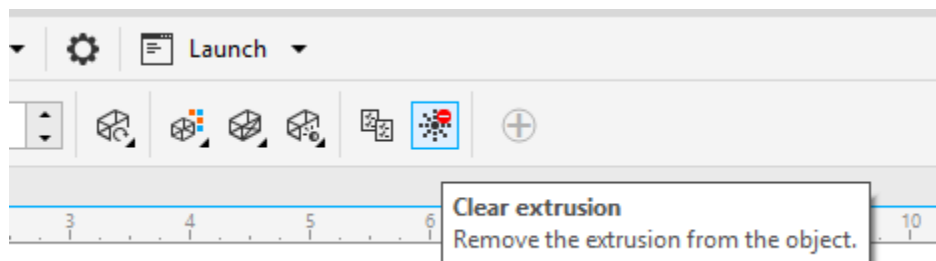 Launch
3 4 5 6 10
Clear extrusion
Remove the extrusion from the object.